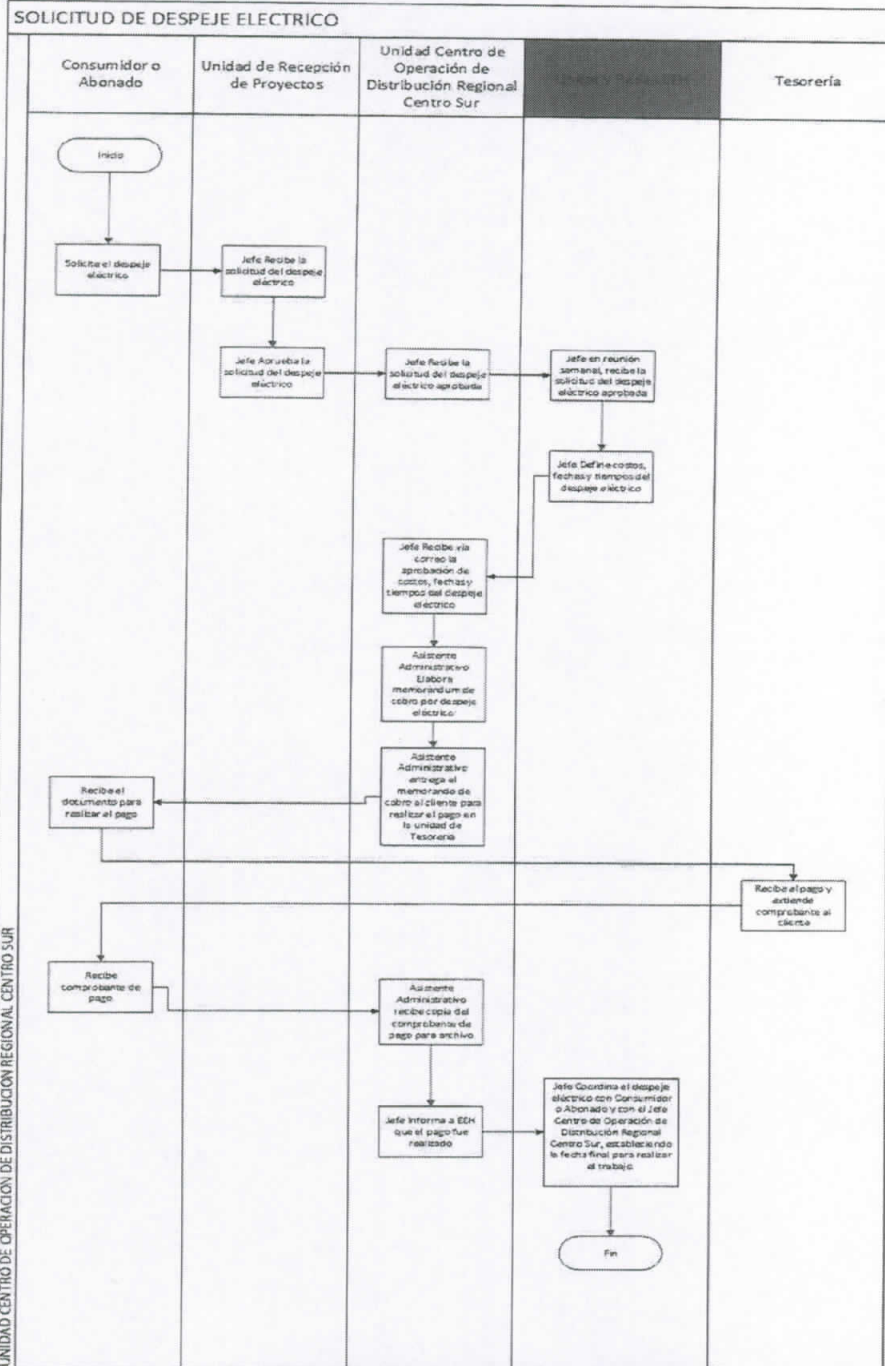 SOLICITUD DE DESPEJE ELECTRICO
Consumidor o
Abonado
Unidad de Recepción
de Proyectos
Unidad Centro de
Operación de
Distribución Regional
Centro Sur
Tesorería
Inicio
Solicita el despeje
eléctrico
Jefe Recibe la
solicitud del despeje
eléctrico
Jefe Aprueba la
solicitud del despeje
eléctrico
Jefe Recibe la
solicitud del despeje
eléctrico aprobada
Jefe en reunión
semanal, recibe la
solicitud del despeje
eléctrico aprobada
Jefe Define costos,
fechas y tiempos del
despeje eléctrico
Jefe Recibe vía
correo la
aprobación de
costos, fechas y
tiempos del despeje
eléctrico
Asistente
Administrativo
Elabora
memorándum de
cobro por despeje
eléctrico
Asistente
Administrativo
entrega el
memorando de
cobro al cliente para
realizar el pago en
la unidad de
Tesorería
Recibe el
documento para
realizar el pago
Recibe el pago y
extiende
comprobante al
cliente
Recibe
comprobante de
pago
Asistente
Administrativo
recibe copia del
comprobante de
pago para archivo
Jefe Informa a EEH
que el pago fue
realizado
Jefe Coordina el despeje
eléctrico con Consumidor
o Abonado y con el Jefe
Centro de Operación de
Distribución Regional
Centro Sur, estableciendo
la fecha final para realizar
el trabajo
Fin
UNIDAD CENTRO DE OPERACIÓN DE DISTRIBUCIÓN REGIONAL CENTRO SUR